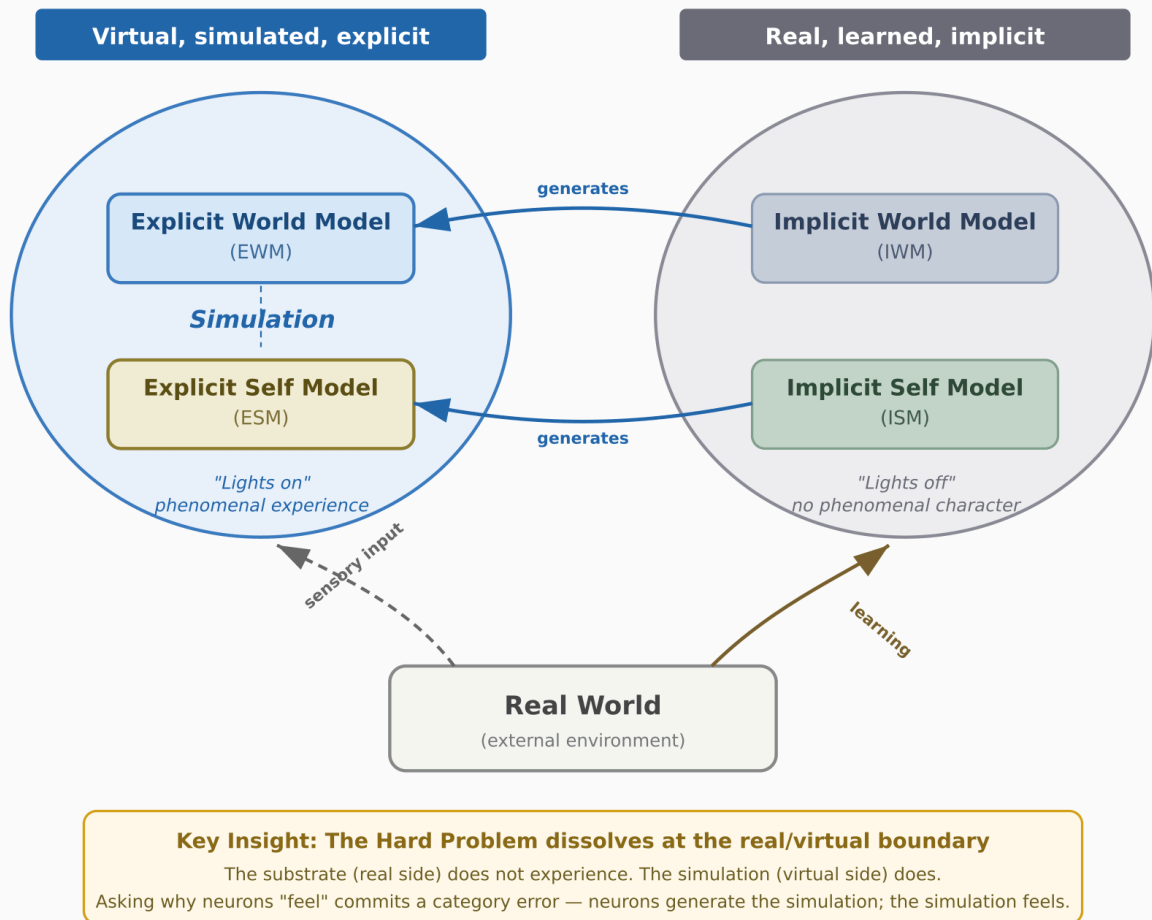 Virtual, simulated, explicit
Real, learned, implicit
generates
Explicit World Model
(EWM)
Implicit World Model
(IWM)
Simulation
Explicit Self Model
(ESM)
Implicit Self Model
(ISM)
generates
"Lights on"
phenomenal experience
"Lights off"
no phenomenal character
sensory input
learning
Real World
(external environment)
Key Insight: The Hard Problem dissolves at the real/virtual boundary
The substrate (real side) does not experience. The simulation (virtual side) does.
Asking why neurons "feel" commits a category error — neurons generate the simulation; the simulation feels.